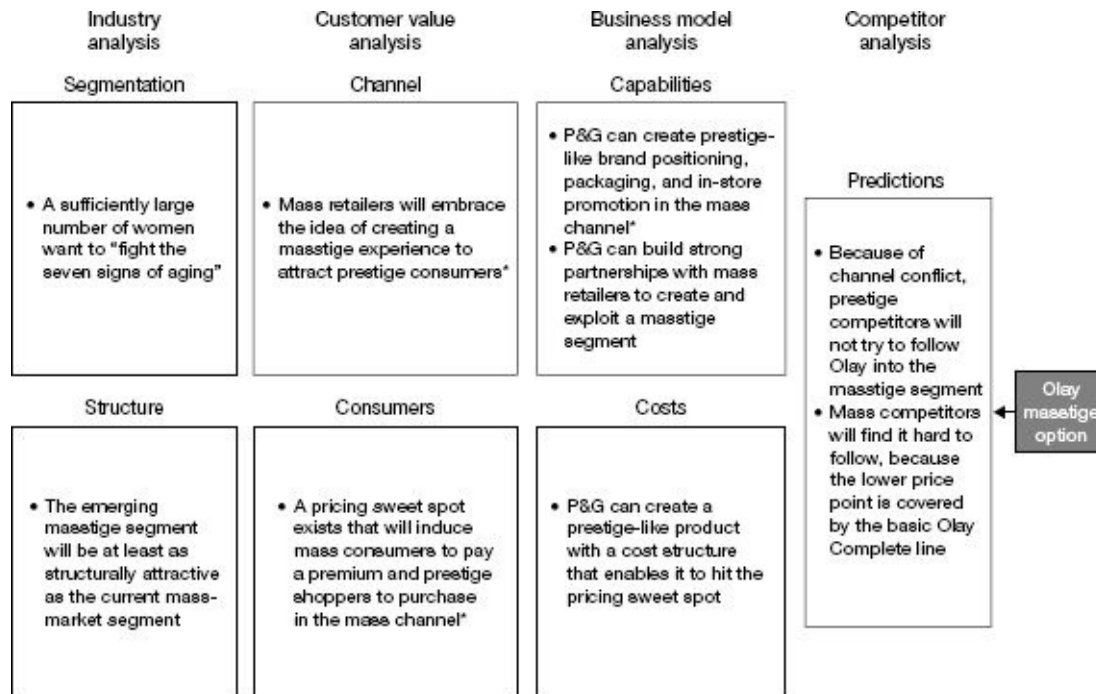 Industry
analysis
Customer value
analysis
Business model
analysis
Competitor
analysis
Segmentation
• A sufficiently large
number of women
want to “fight the
seven signs of aging”
Channel
• Mass retailers will embrace
the idea of creating a
masstige experience to
attract prestige consumers*
Capabilities
• P&G can create prestige-
like brand positioning,
packaging, and in-store
promotion in the mass
channel*
• P&G can build strong
partnerships with mass
retailers to create and
exploit a masstige
segment
Structure
• The emerging
masstige segment
will be at least as
structurally attractive
as the current mass-
market segment
Consumers
• A pricing sweet spot
exists that will induce
mass consumers to pay
a premium and prestige
shoppers to purchase
in the mass channel*
Costs
• P&G can create a
prestige-like product
with a cost structure
that enables it to hit the
pricing sweet spot
Predictions
• Because of
channel conflict,
prestige
competitors will
not try to follow
Olay into the
masstige segment
• Mass competitors
will find it hard to
follow, because
the lower price
point is covered
by the basic Olay
Complete line
Olay
masstige
option